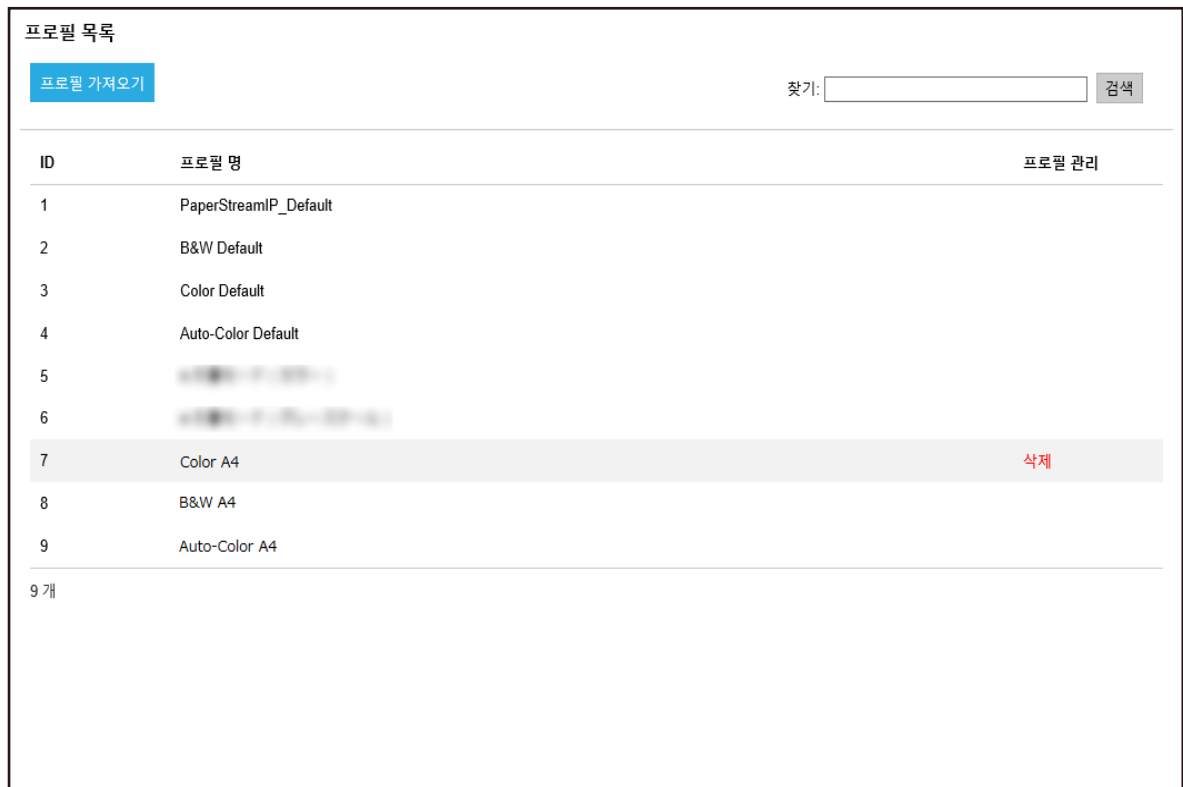 프로필 목록
프로필 가져오기
찾기: 검색
ID 프로필 명 프로필 관리
1 PaperStreamIP_Default
2 B&W Default
3 Color Default
4 Auto-Color Default
5
6
7 Color A4 삭제
8 B&W A4
9 Auto-Color A4
9 개